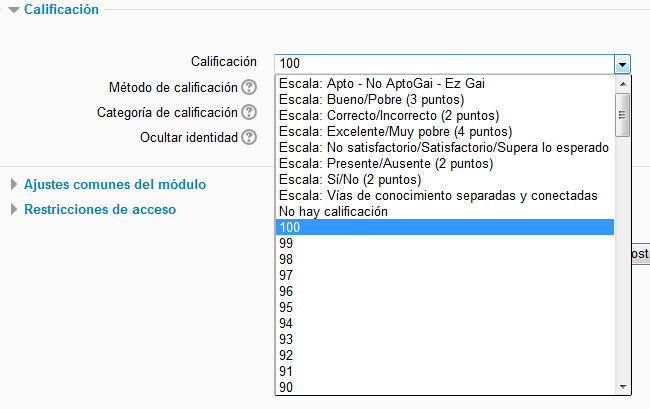 Calificación
Calificación 100
Escala: Apto - No AptoGai - Ez Gai
Método de calificación
Escala: Bueno/Pobre (3 puntos)
Categoría de calificación
Escala: Correcto/Incorrecto (2 puntos)
Ocultar identidad
Escala: Excelente/Muy pobre (4 puntos)
Escala: No satisfactorio/Satisfactorio/Supera lo esperado
Escala: Presente/Ausente (2 puntos)
Ajustes comunes del módulo
Escala: Sí/No (2 puntos)
Escala: Vías de conocimiento separadas y conectadas
Restricciones de acceso
No hay calificación
100
99
98
97
96
95
94
93
92
91
90